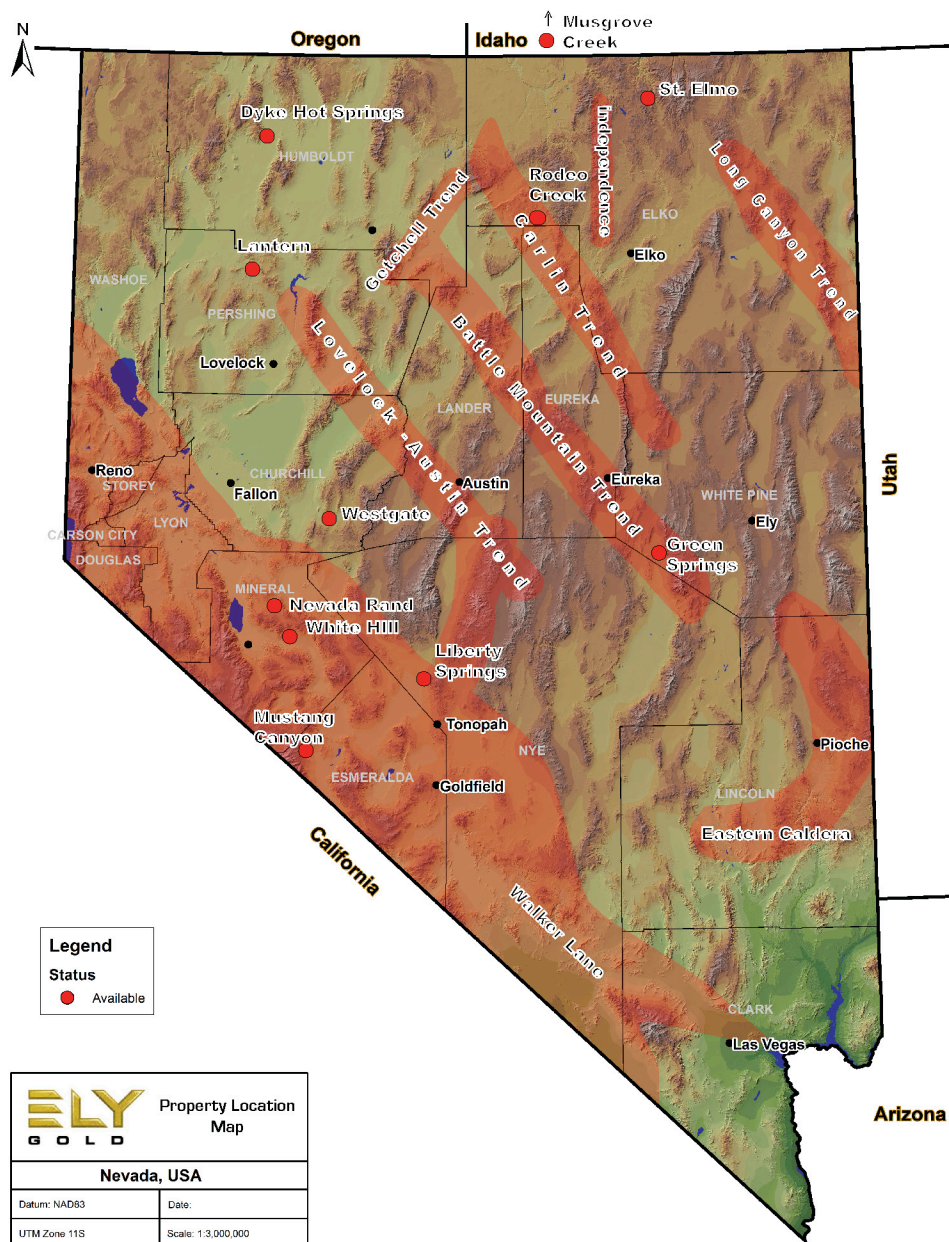 N
Oregon
Idaho
↑ Musgrove
Creek
St. Elmo
Dyke Hot Springs
HUMBOLDT
independence
Long Canyon Trend
Rodeo
Creek
Getchell Trend
Carlin Trend
ELKO
Elko
Lantern
WASHOE
PERSHING
Lovelock
Lovelock - Austin Trend
Battle Mountain Trend
LANDER
EUREKA
Reno
STOREY
Fallon
CHURCHILL
Austin
Eureka
WHITE PINE
Ely
Utah
LYON
CARSON CITY
DOUGLAS
Westgate
Green
Springs
MINERAL
Nevada Rand
White Hill
Liberty
Springs
Mustang
Canyon
Tonopah
NYE
Pioche
ESMERALDA
Goldfield
LINCOLN
Eastern Caldera
California
Walker Lane
CLARK
Las Vegas
Arizona
Legend
Status
Available
ELY
GOLD
Property Location
Map
Nevada, USA
Datum: NAD83
Date:
UTM Zone 11S
Scale: 1:3,000,000